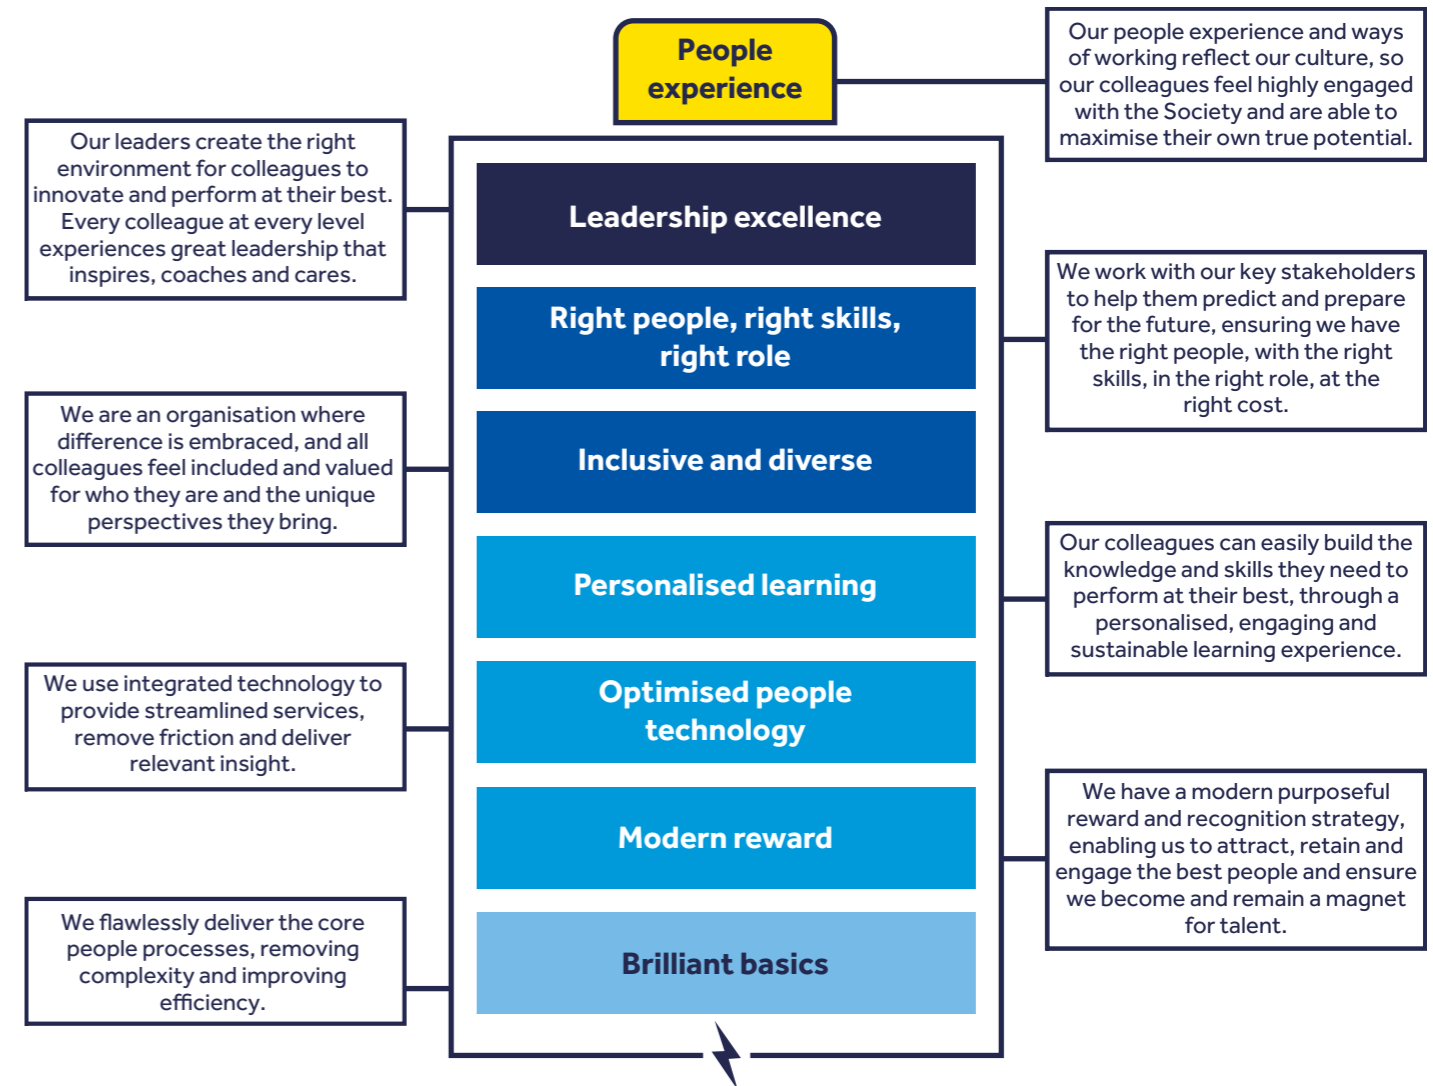 People
experience
Our people experience and ways
of working reflect our culture, so
our colleagues feel highly engaged
with the Society and are able to
maximise their own true potential.
Our leaders create the right
environment for colleagues to
innovate and perform at their best.
Every colleague at every level
experiences great leadership that
inspires, coaches and cares.
Leadership excellence
Right people, right skills,
right role
We work with our key stakeholders
to help them predict and prepare
for the future, ensuring we have
the right people, with the right
skills, in the right role, at the
right cost.
We are an organisation where
difference is embraced, and all
colleagues feel included and valued
for who they are and the unique
perspectives they bring.
Inclusive and diverse
Personalised learning
Our colleagues can easily build the
knowledge and skills they need to
perform at their best, through a
personalised, engaging and
sustainable learning experience.
We use integrated technology to
provide streamlined services,
remove friction and deliver
relevant insight.
Optimised people
technology
Modern reward
We have a modern purposeful
reward and recognition strategy,
enabling us to attract, retain and
engage the best people and ensure
we become and remain a magnet
for talent.
We flawlessly deliver the core
people processes, removing
complexity and improving
efficiency.
Brilliant basics